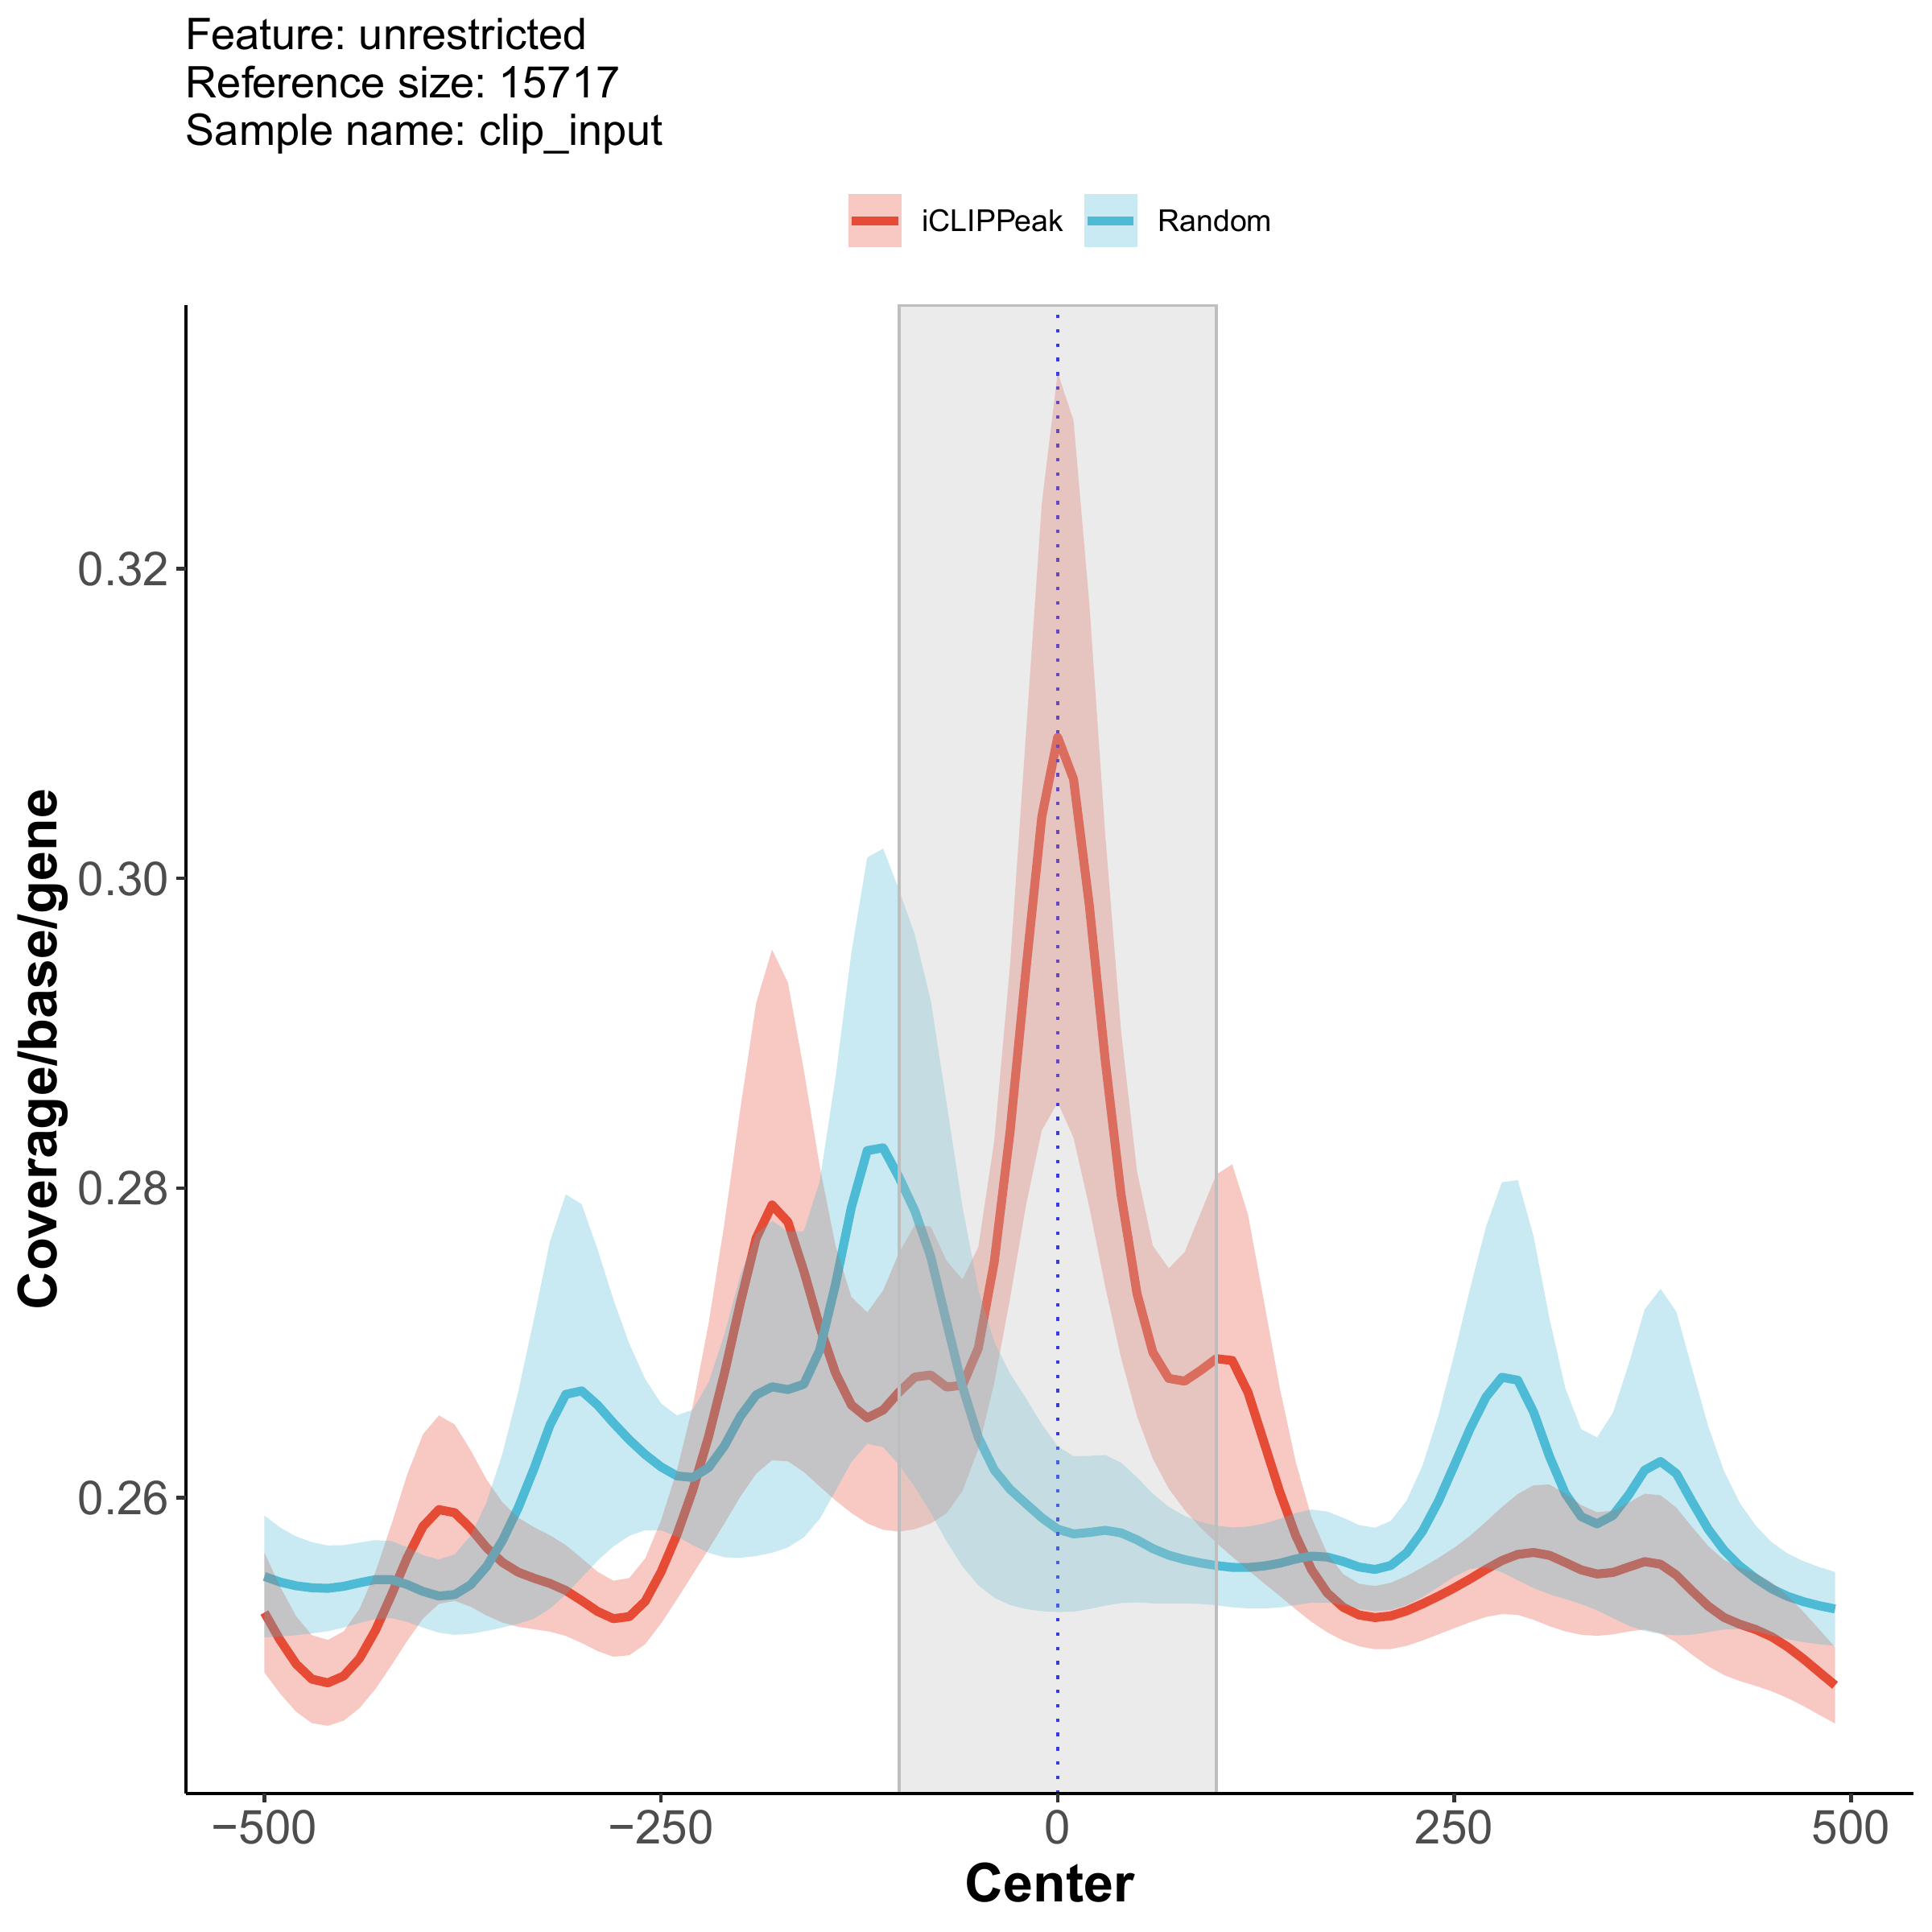 Feature: unrestricted
Reference size: 15717
Sample name: clip_input
iCLIPPeak Random
Coverage/base/gene
0.32
0.30
0.28
0.26
−500 −250 0 250 500
Center